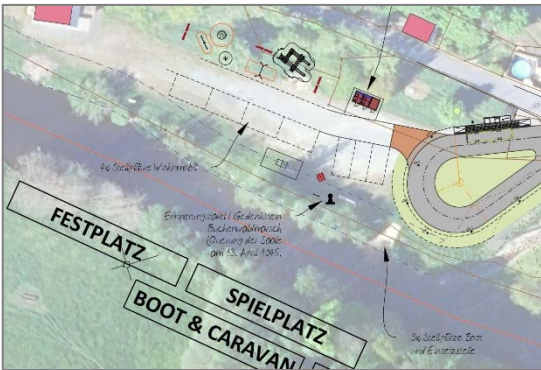 4x Stellplätze Wohnmobil
Erinnerungstafel / Gedenkstein
Buchenwaldmarsch
(Querung der Saale
am 13. April 1945.
FESTPLATZ
SPIELPLATZ
BOOT & CARAVAN
3x Stellplätze Boot
und Einsetzstelle